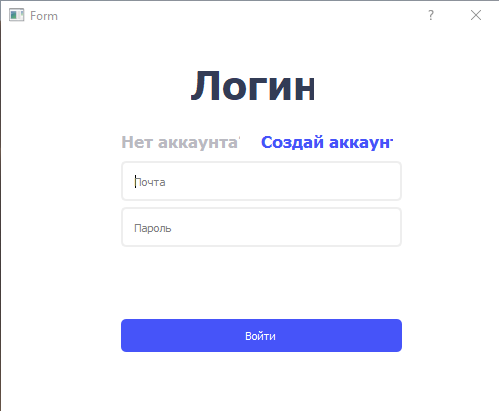 Form
Логин
Нет аккаунта Создай аккаун
Почта
Пароль
Войти